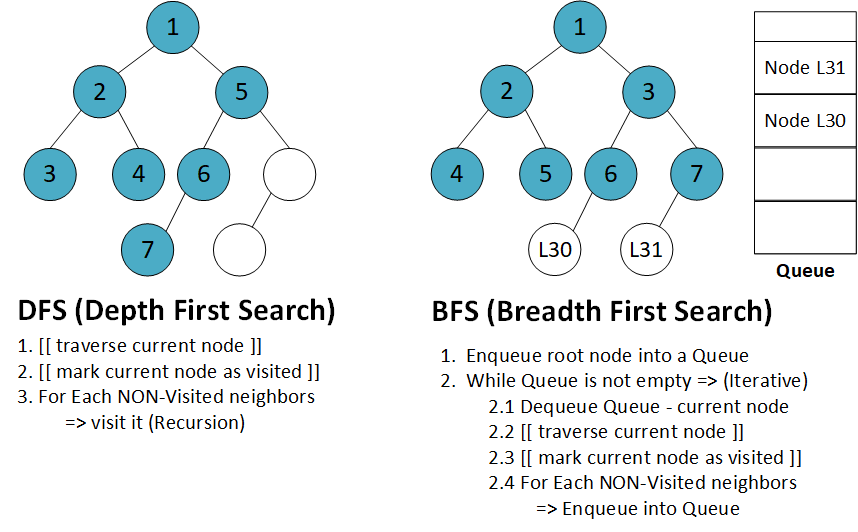 1
2
5
3
4
6
7
DFS (Depth First Search)
1. [[ traverse current node ]]
2. [[ mark current node as visited ]]
3. For Each NON-Visited neighbors
=> visit it (Recursion)
1
2
3
4
5
6
7
L30
L31
Node L31
Node L30
Queue
BFS (Breadth First Search)
1. Enqueue root node into a Queue
2. While Queue is not empty => (Iterative)
2.1 Dequeue Queue - current node
2.2 [[ traverse current node ]]
2.3 [[ mark current node as visited ]]
2.4 For Each NON-Visited neighbors
=> Enqueue into Queue